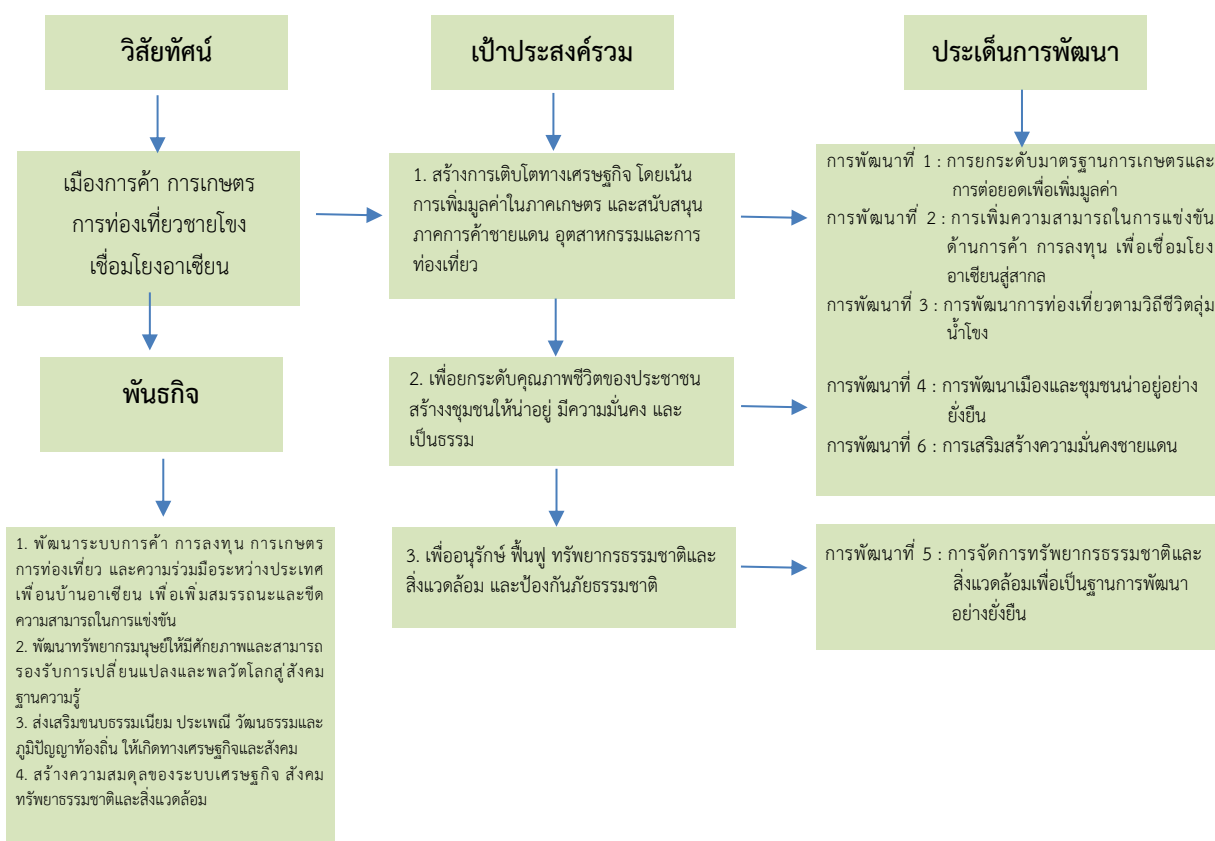 วิสัยทัศน์
เมืองการค้า การเกษตร
การท่องเที่ยวชายโขง
เชื่อมโยงอาเซียน
พันธกิจ
1. พัฒนาระบบการค้า การลงทุน การเกษตร
การท่องเที่ยว และความร่วมมือระหว่างประเทศ
เพื่อนบ้านอาเซียน เพื่อเพิ่มสมรรถนะและขีด
ความสามารถในการแข่งขัน
2. พัฒนาทรัพยากรมนุษย์ให้มีศักยภาพและสามารถ
รองรับการเปลี่ยนแปลงและพลวัตโลกสู่สังคม
ฐานความรู้
3. ส่งเสริมขนบธรรมเนียม ประเพณี วัฒนธรรมและ
ภูมิปัญญาท้องถิ่น ให้เกิดทางเศรษฐกิจและสังคม
4. สร้างความสมดุลของระบบเศรษฐกิจ สังคม
ทรัพยาธรรมชาติและสิ่งแวดล้อม
เป้าประสงค์รวม
1. สร้างการเติบโตทางเศรษฐกิจ โดยเน้น
การเพิ่มมูลค่าในภาคเกษตร และสนับสนุน
ภาคการค้าชายแดน อุตสาหกรรมและการ
ท่องเที่ยว
2. เพื่อยกระดับคุณภาพชีวิตของประชาชน
สร้างงชุมชนให้น่าอยู่ มีความมั่นคง และ
เป็นธรรม
3. เพื่ออนุรักษ์ ฟื้นฟู ทรัพยากรธรรมชาติและ
สิ่งแวดล้อม และป้องกันภัยธรรมชาติ
ประเด็นการพัฒนา
การพัฒนาที่ 1 : การยกระดับมาตรฐานการเกษตรและ
การต่อยอดเพื่อเพิ่มมูลค่า
การพัฒนาที่ 2 : การเพิ่มความสามารถในการแข่งขัน
ด้านการค้า การลงทุน เพื่อเชื่อมโยง
อาเซียนสู่สากล
การพัฒนาที่ 3 : การพัฒนาการท่องเที่ยวตามวิถีชีวิตลุ่ม
น้ำโขง
การพัฒนาที่ 4 : การพัฒนาเมืองและชุมชนน่าอยู่อย่าง
ยั่งยืน
การพัฒนาที่ 6 : การเสริมสร้างความมั่นคงชายแดน
การพัฒนาที่ 5 : การจัดการทรัพยากรธรรมชาติและ
สิ่งแวดล้อมเพื่อเป็นฐานการพัฒนา
อย่างยั่งยืน